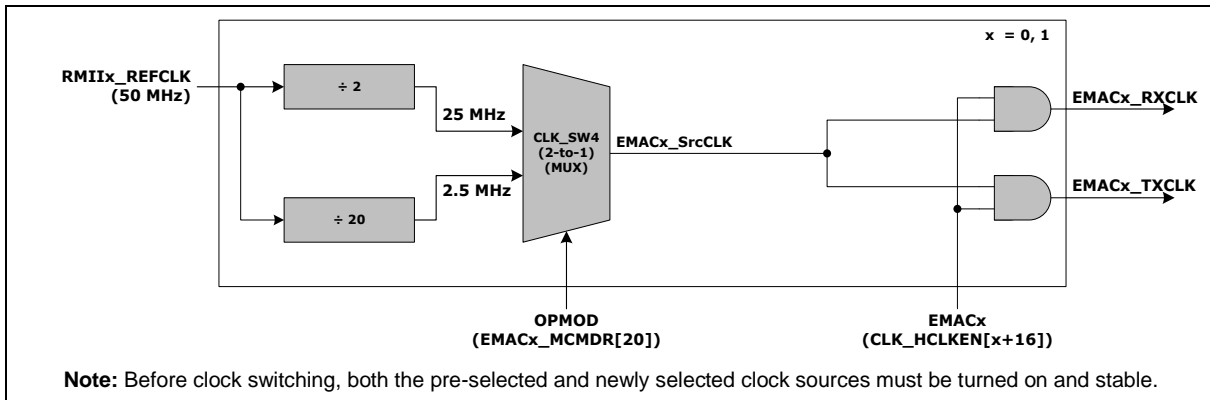 x = 0, 1
RMIIx_REFCLK
(50 MHz)
÷ 2
25 MHz
CLK_SW4
(2-to-1)
(MUX)
EMACx_SrcCLK
2.5 MHz
÷ 20
EMACx_RXCLK
EMACx_TXCLK
OPMOD
(EMACx_MCMDR[20])
EMACx
(CLK_HCLKEN[x+16])
Note: Before clock switching, both the pre-selected and newly selected clock sources must be turned on and stable.